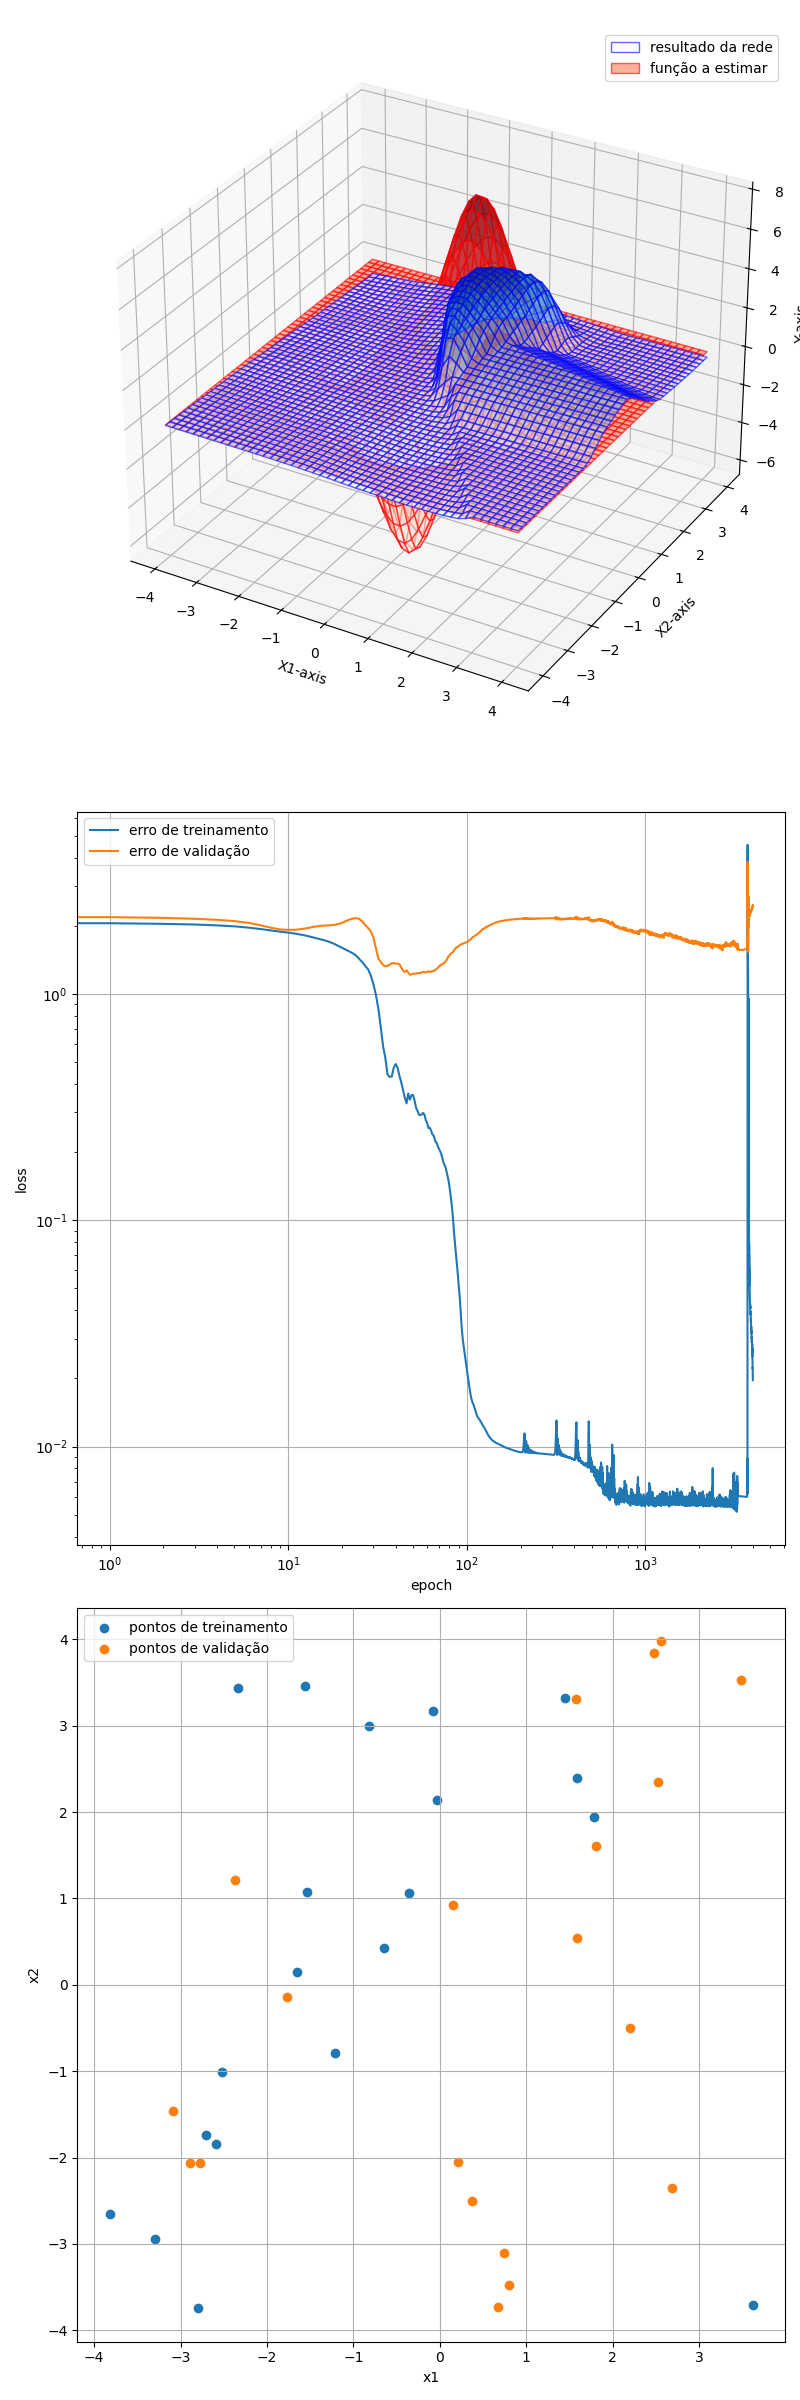 resultado da rede
função a estimar
8
6
4
2
0
−2
−4
−6
−4
−3
−2
−1
0
1
2
3
4
X1-axis
−4
−3
−2
−1
0
1
2
3
4
X2-axis
erro de treinamento
erro de validação
10⁰
10⁻¹
10⁻²
loss
10⁰ 10¹ 10² 10³
epoch
pontos de treinamento
pontos de validação
4
3
2
1
0
−1
−2
−3
−4
x2
−4 −3 −2 −1 0 1 2 3
x1